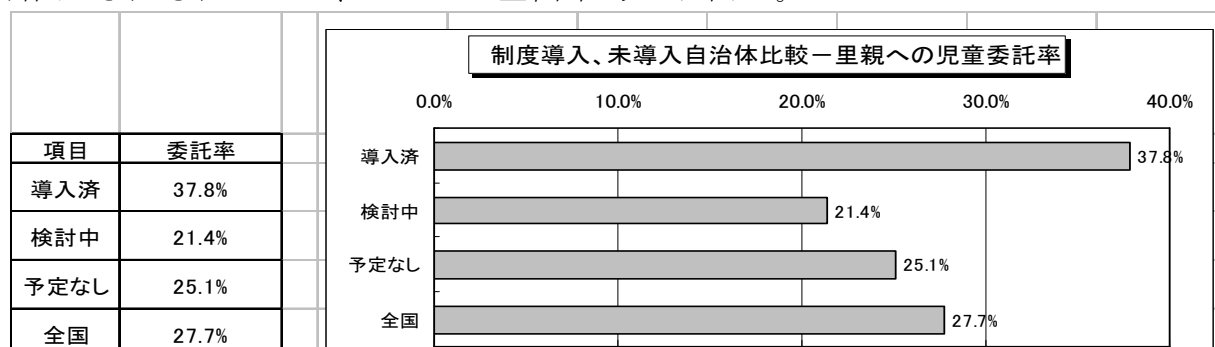 項目 委託率
導入済 37.8%
検討中 21.4%
予定なし 25.1%
全国 27.7%
制度導入、未導入自治体比較－里親への児童委託率
0.0% 10.0% 20.0% 30.0% 40.0%
導入済 37.8%
検討中 21.4%
予定なし 25.1%
全国 27.7%